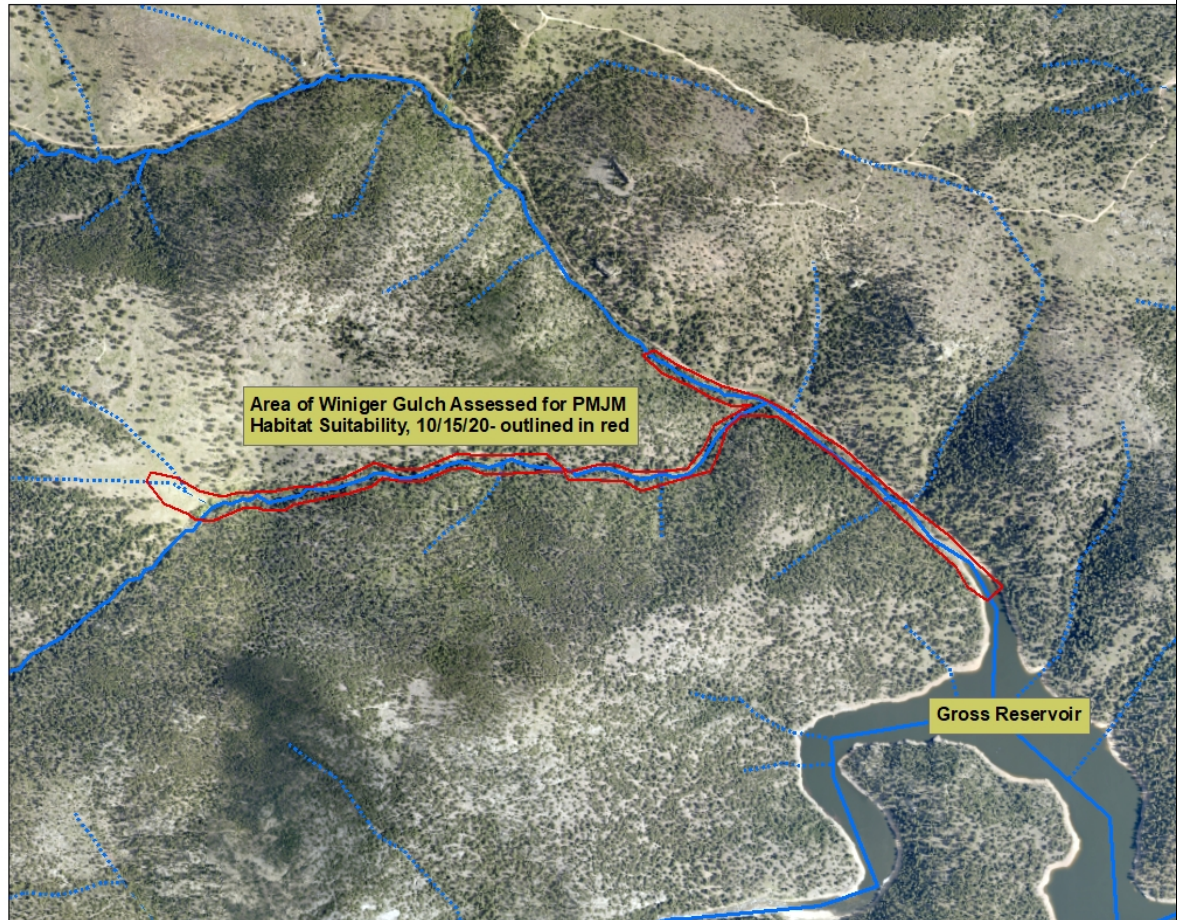 Area of Winiger Gulch Assessed for PMJM
Habitat Suitability, 10/15/20- outlined in red
Gross Reservoir